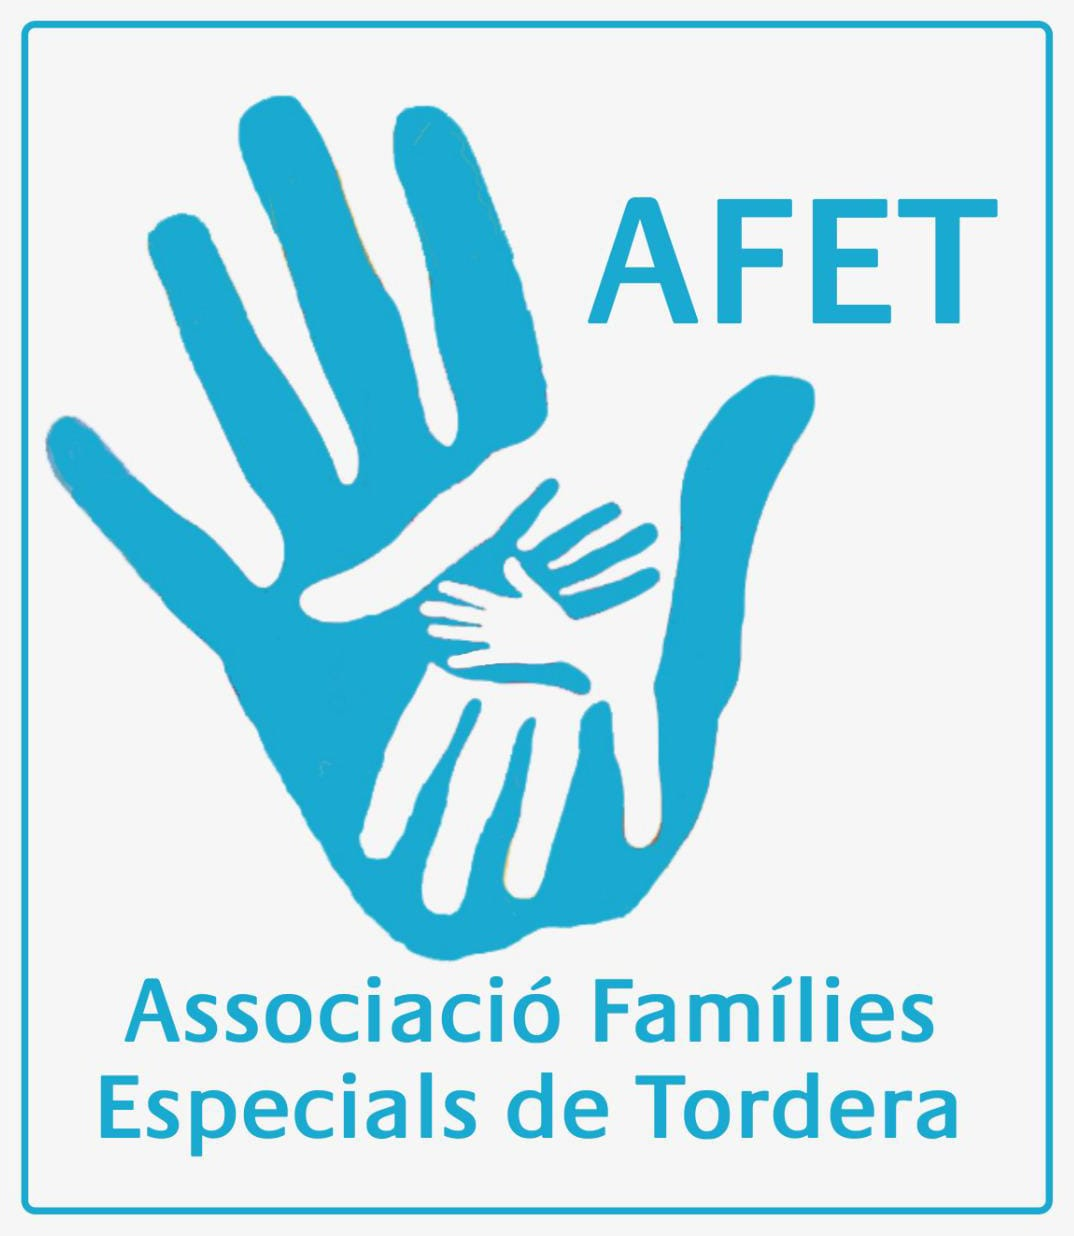 AFET
Associació Famílies
Especials de Tordera